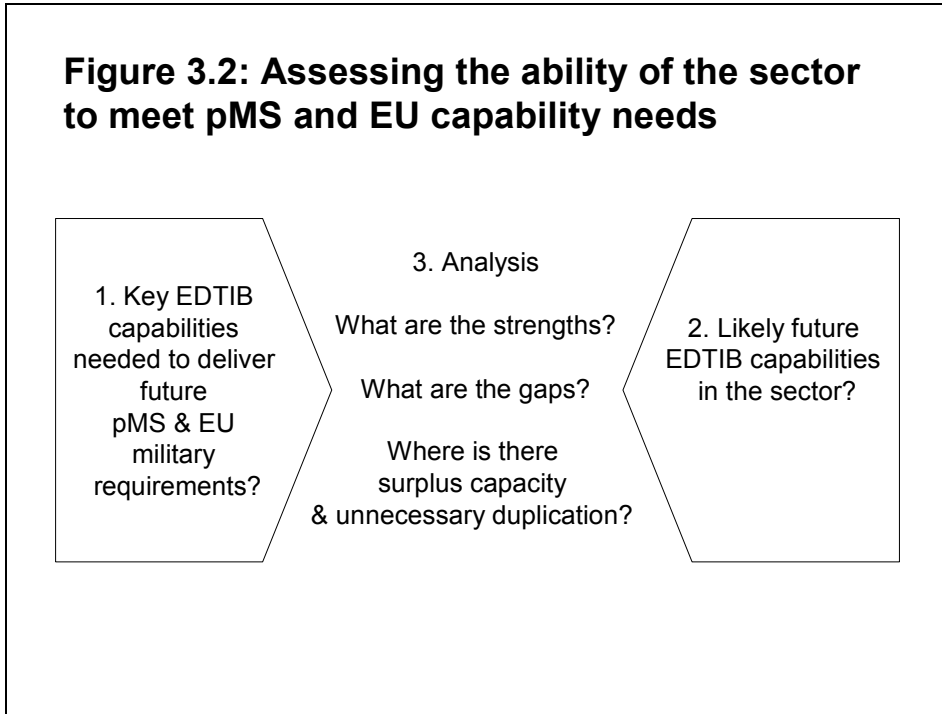 Figure 3.2: Assessing the ability of the sector
to meet pMS and EU capability needs
1. Key EDTIB
capabilities
needed to deliver
future
pMS & EU
military
requirements?
3. Analysis
What are the strengths?
What are the gaps?
Where is there
surplus capacity
& unnecessary duplication?
2. Likely future
EDTIB capabilities
in the sector?